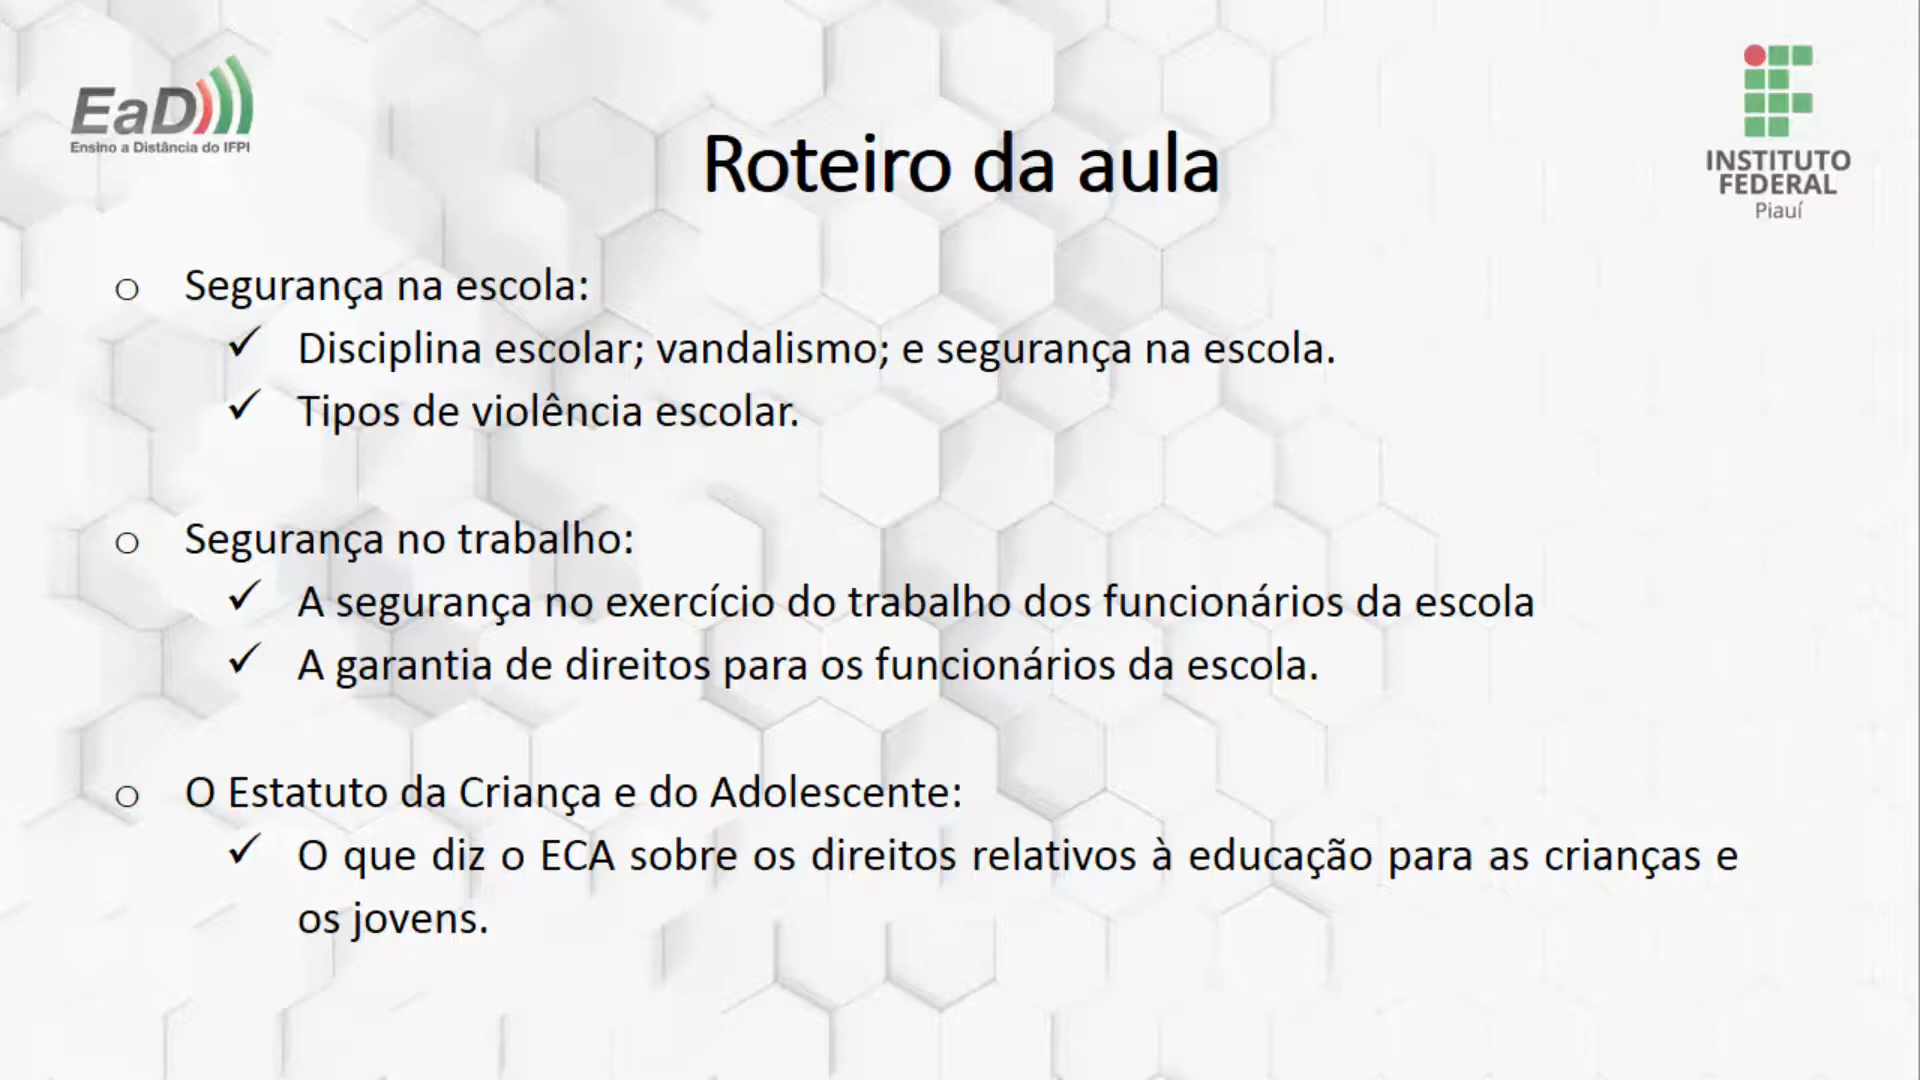 EaD
Ensino a Distância do IFPI
INSTITUTO
FEDERAL
Piauí
Roteiro da aula
o Segurança na escola:
✓ Disciplina escolar; vandalismo; e segurança na escola.
✓ Tipos de violência escolar.
o Segurança no trabalho:
✓ A segurança no exercício do trabalho dos funcionários da escola
✓ A garantia de direitos para os funcionários da escola.
o O Estatuto da Criança e do Adolescente:
✓ O que diz o ECA sobre os direitos relativos à educação para as crianças e
os jovens.